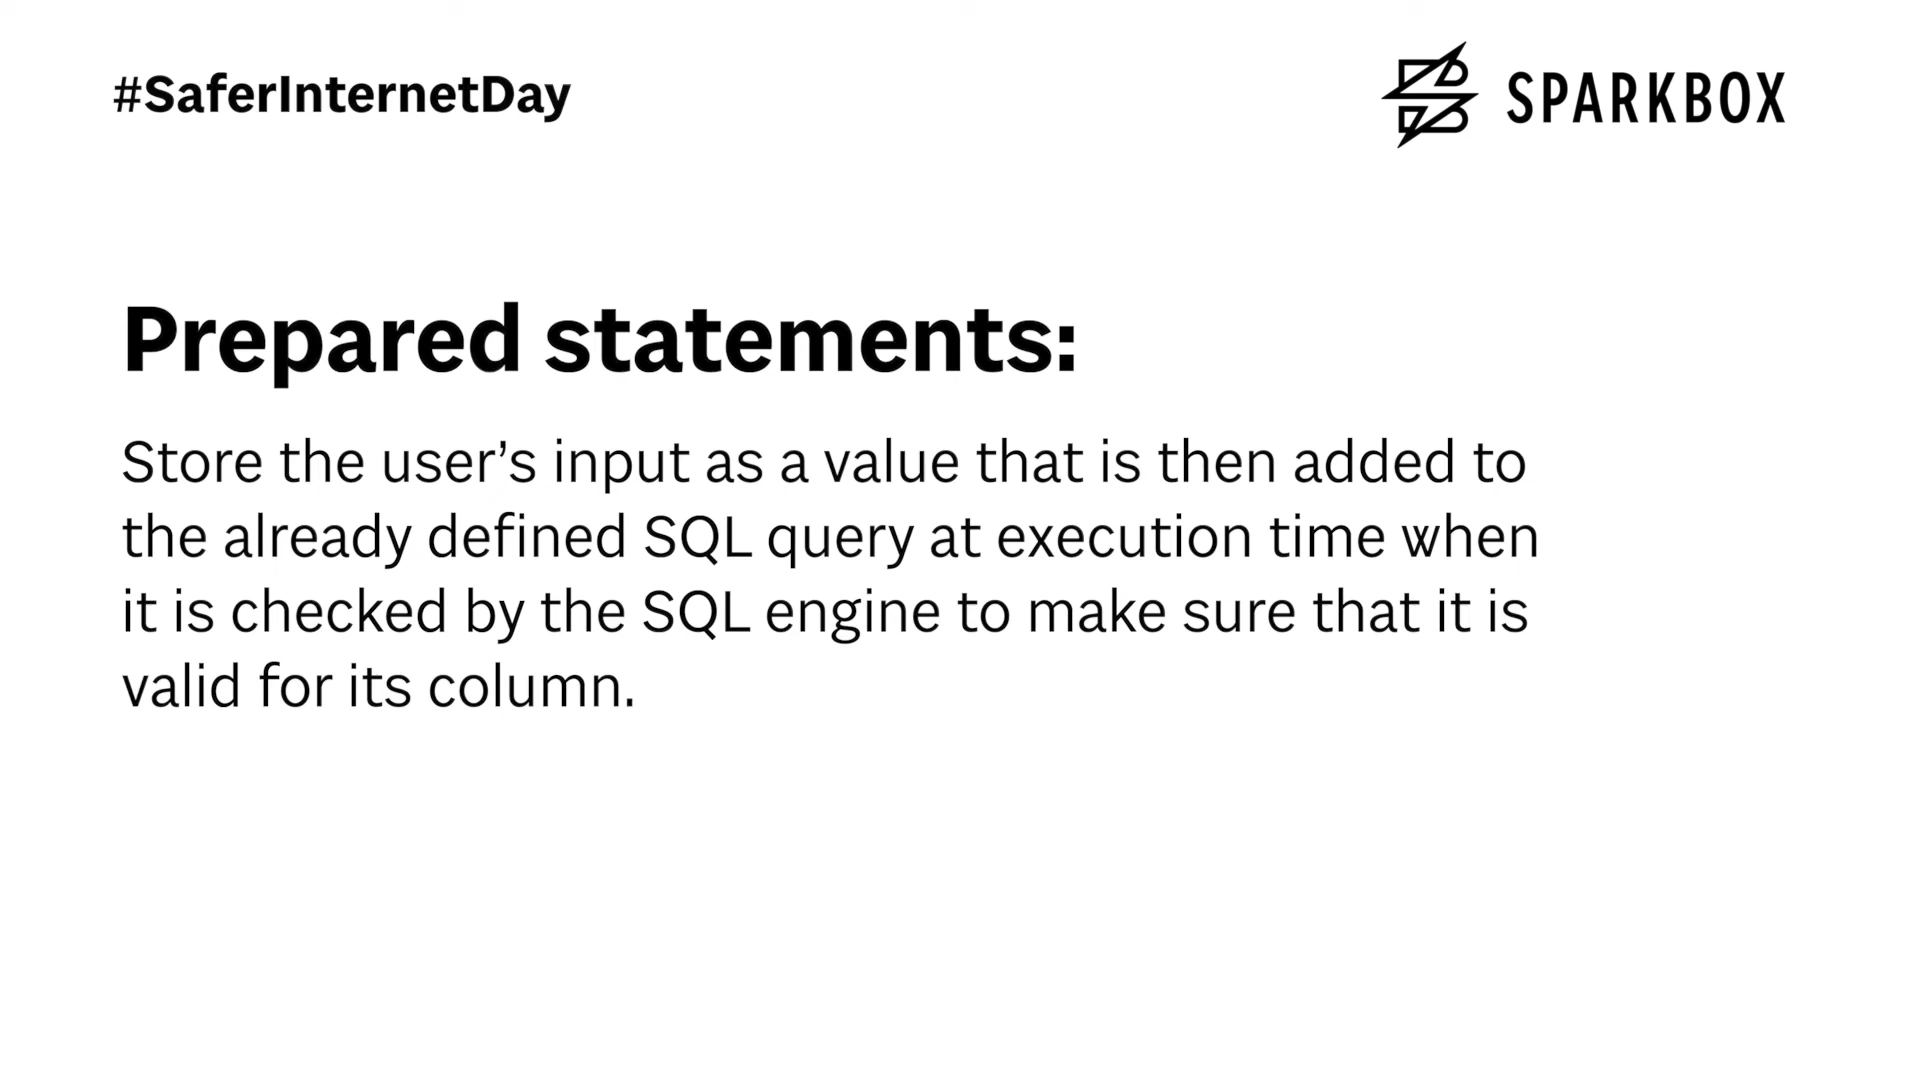 #SaferInternetDay
SPARKBOX
Prepared statements:
Store the user’s input as a value that is then added to
the already defined SQL query at execution time when
it is checked by the SQL engine to make sure that it is
valid for its column.